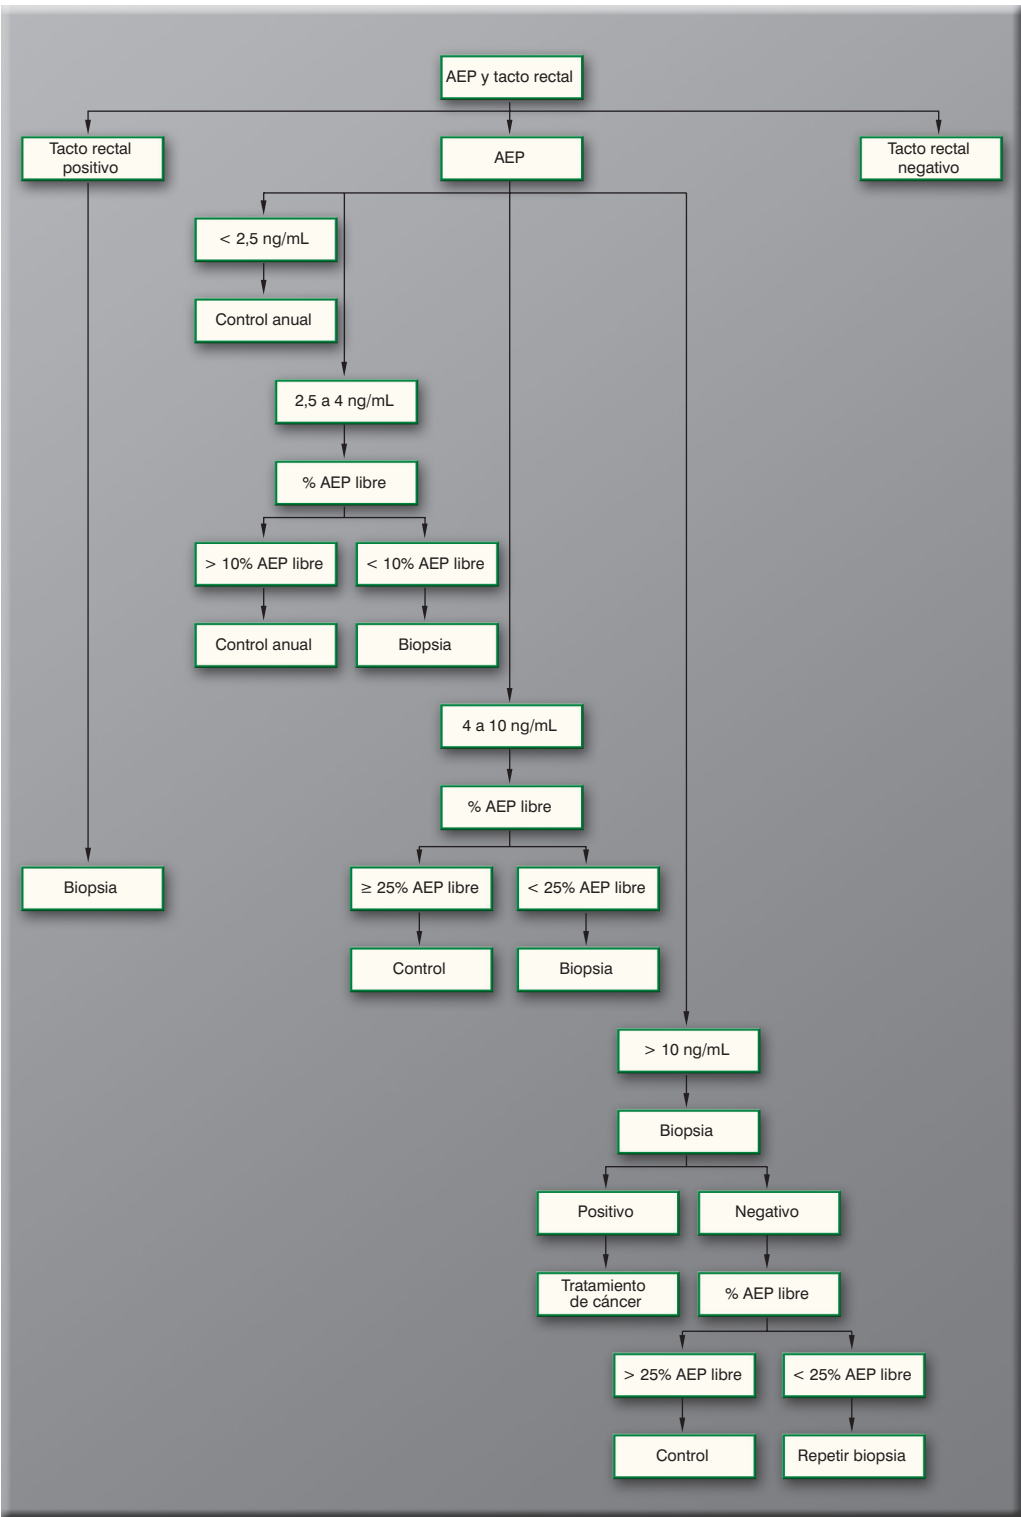 AEP y tacto rectal
Tacto rectal
positivo
AEP
Tacto rectal
negativo
< 2,5 ng/mL
Control anual
2,5 a 4 ng/mL
% AEP libre
> 10% AEP libre
< 10% AEP libre
Control anual
Biopsia
4 a 10 ng/mL
% AEP libre
Biopsia
≥ 25% AEP libre
< 25% AEP libre
Control
Biopsia
> 10 ng/mL
Biopsia
Positivo
Negativo
Tratamiento
de cáncer
% AEP libre
> 25% AEP libre
< 25% AEP libre
Control
Repetir biopsia